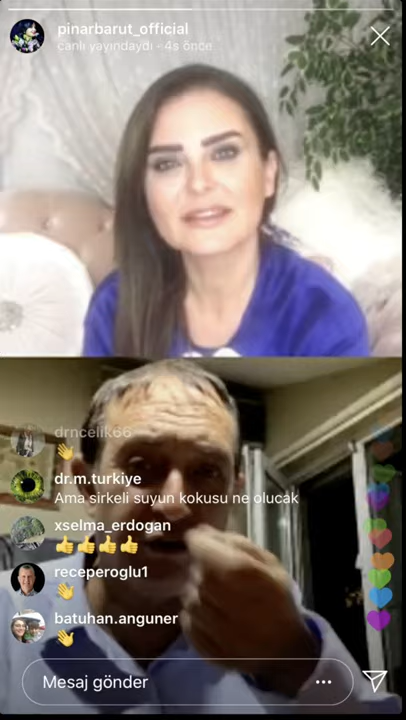 pinarbarut_official
canlı yayındaydı · 4s önce
drncelik66
👋
dr.m.turkiye
Ama sirkeli suyun kokusu ne olucak
xselma_erdogan
👍👍👍👍
receperoglu1
👋
batuhan.anguner
👋
Mesaj gönder